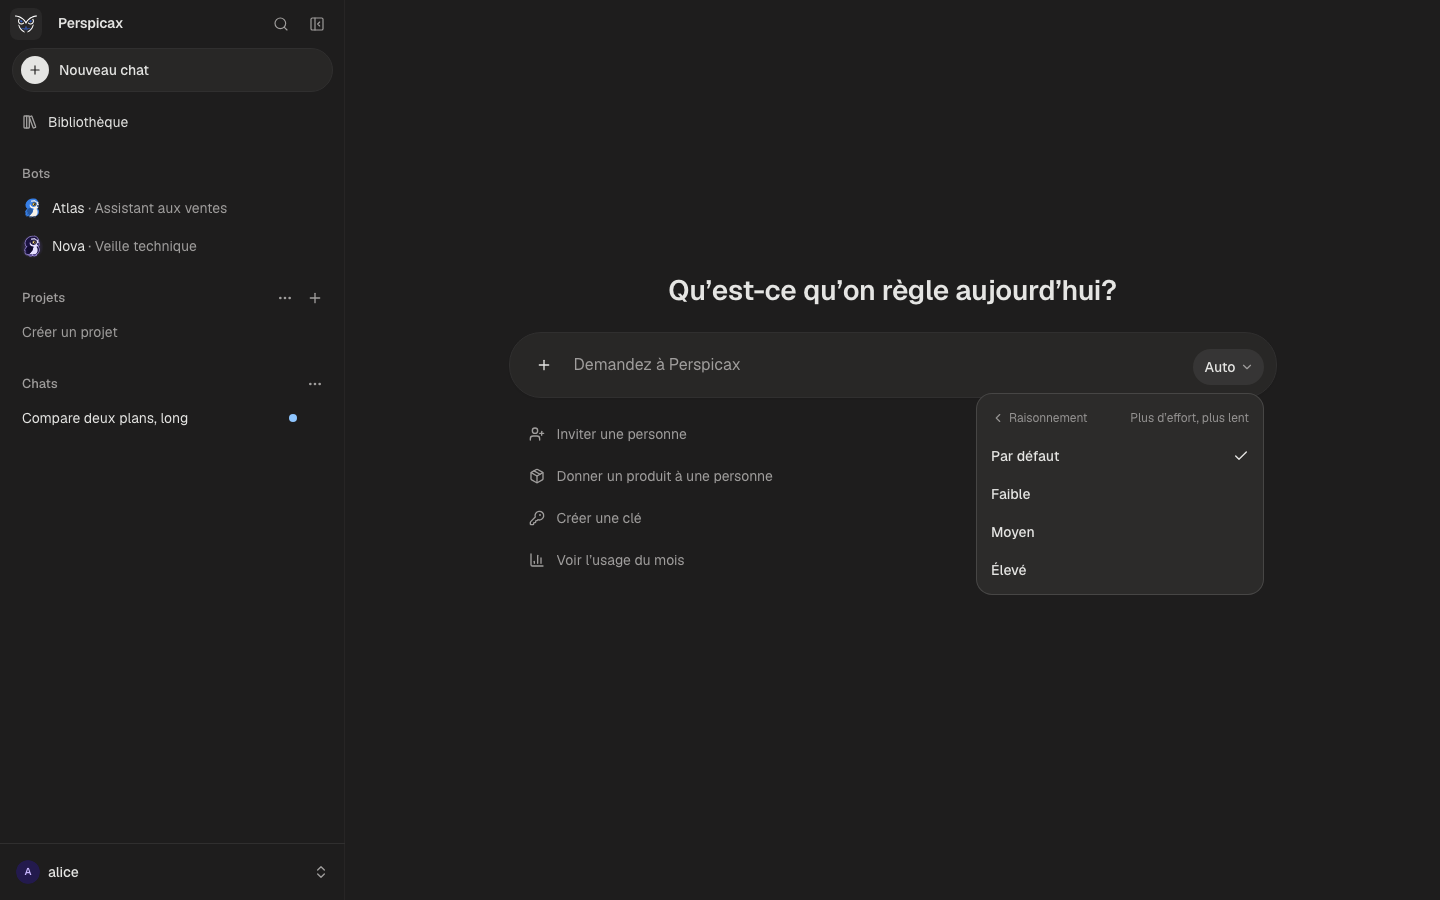 Perspicax
Nouveau chat
Bibliothèque
Bots
Atlas · Assistant aux ventes
Nova · Veille technique
Projets
Créer un projet
Chats
Compare deux plans, long
A
alice
Qu’est-ce qu’on règle aujourd’hui?
Demandez à Perspicax
Auto
Inviter une personne
Donner un produit à une personne
Créer une clé
Voir l’usage du mois
Raisonnement
Plus d’effort, plus lent
Par défaut
Faible
Moyen
Élevé